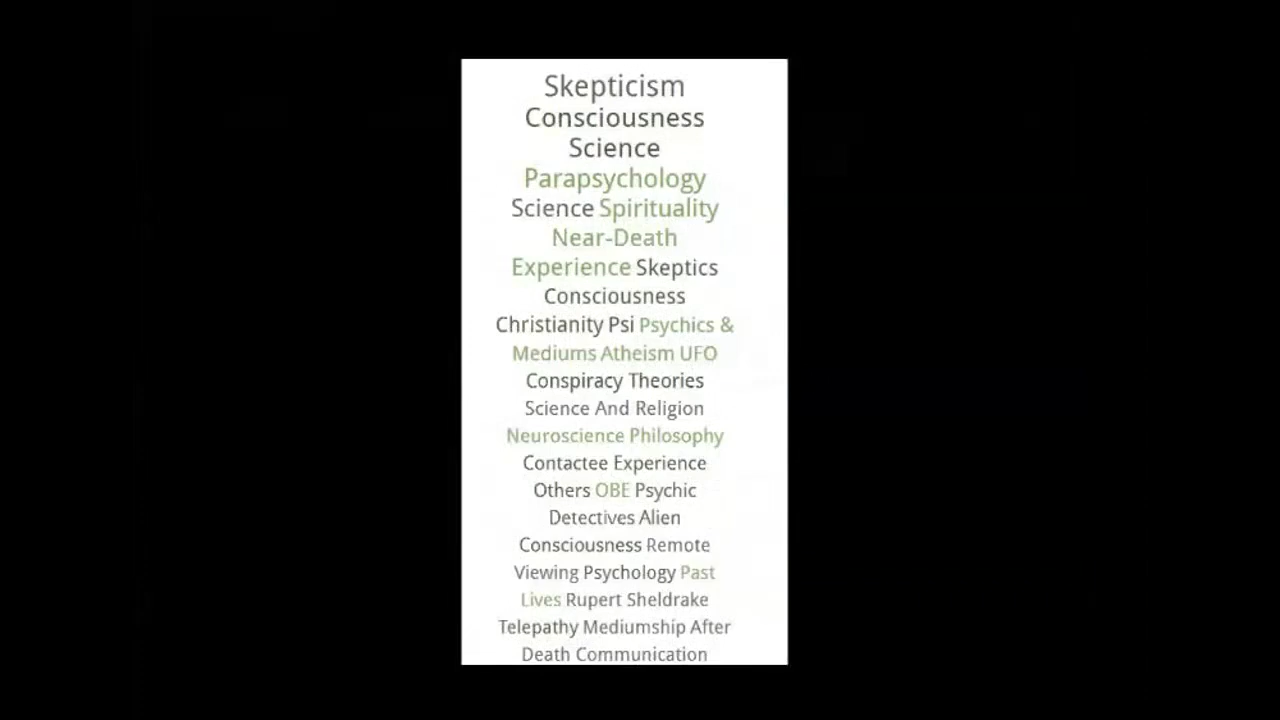 Skepticism
Consciousness
Science
Parapsychology
Science Spirituality
Near-Death
Experience Skeptics
Consciousness
Christianity Psi Psychics &
Mediums Atheism UFO
Conspiracy Theories
Science And Religion
Neuroscience Philosophy
Contactee Experience
Others OBE Psychic
Detectives Alien
Consciousness Remote
Viewing Psychology Past
Lives Rupert Sheldrake
Telepathy Mediumship After
Death Communication